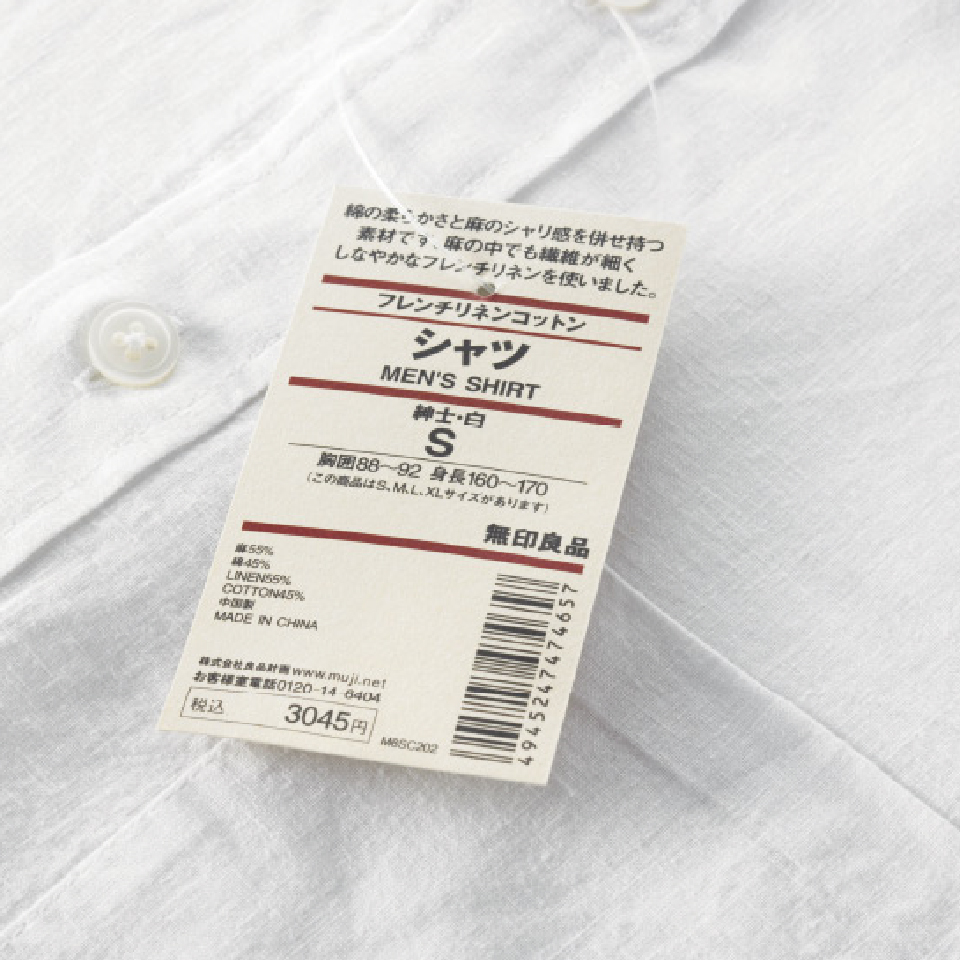 綿の柔らかさと麻のシャリ感を併せ持つ
素材です。麻の中でも繊維が細く
しなやかなフレンチリネンを使いました。
フレンチリネンコットン
シャツ
MEN'S SHIRT
紳士・白
S
胸囲88〜92 身長160〜170
(この商品はS、M、L、XLサイズがあります)
無印良品
麻55%
綿45%
LINEN55%
COTTON45%
中国製
MADE IN CHINA
株式会社良品計画 www.muji.net
お客様室電話0120-14-6404
税込 3045円
M8SC202
4945247474657